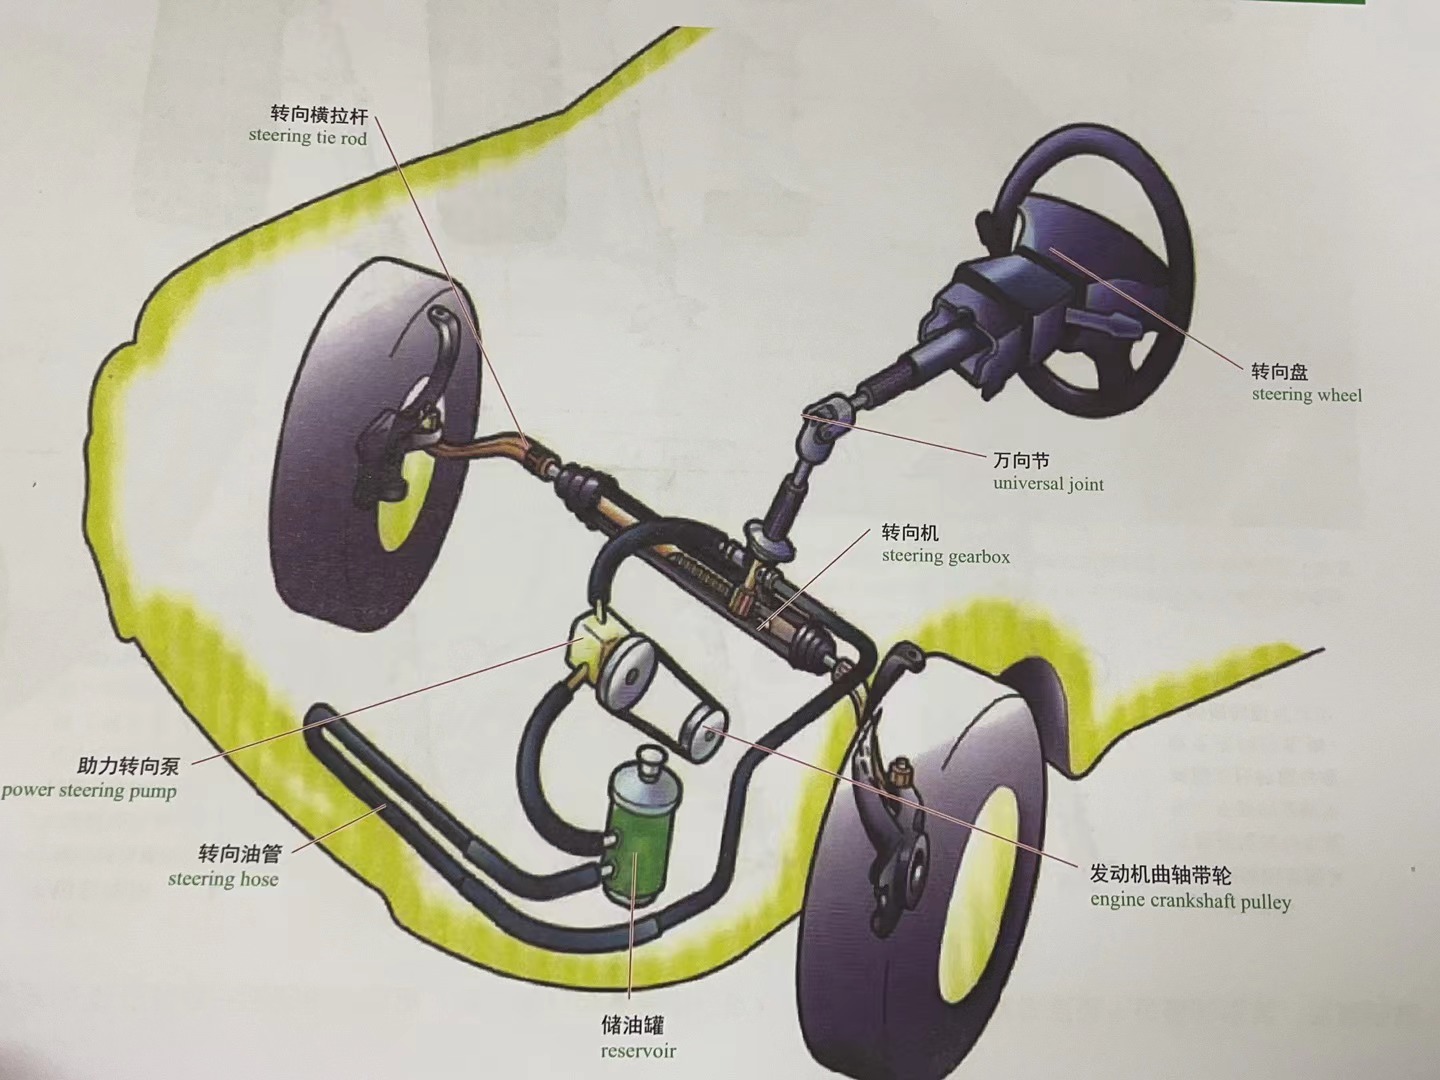 转向横拉杆
steering tie rod
转向盘
steering wheel
万向节
universal joint
转向机
steering gearbox
助力转向泵
power steering pump
转向油管
steering hose
发动机曲轴带轮
engine crankshaft pulley
储油罐
reservoir